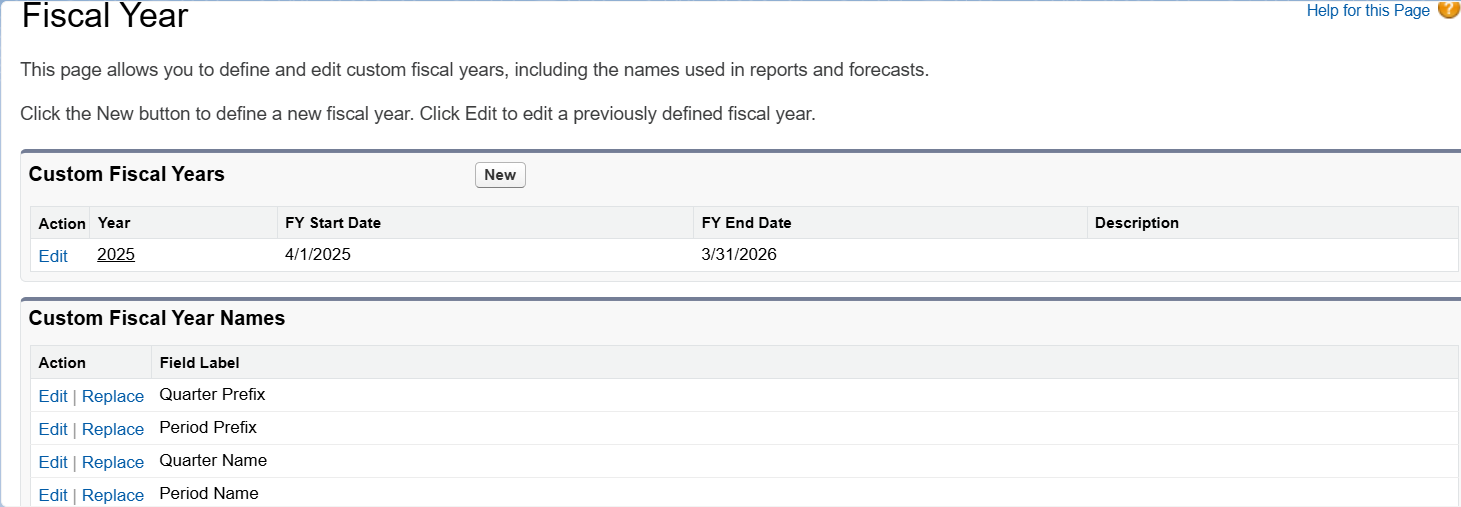 Fiscal Year
Help for this Page ?
This page allows you to define and edit custom fiscal years, including the names used in reports and forecasts.
Click the New button to define a new fiscal year. Click Edit to edit a previously defined fiscal year.
Custom Fiscal Years New
Action Year FY Start Date FY End Date Description
Edit 2025 4/1/2025 3/31/2026
Custom Fiscal Year Names
Action Field Label
Edit | Replace Quarter Prefix
Edit | Replace Period Prefix
Edit | Replace Quarter Name
Edit | Replace Period Name